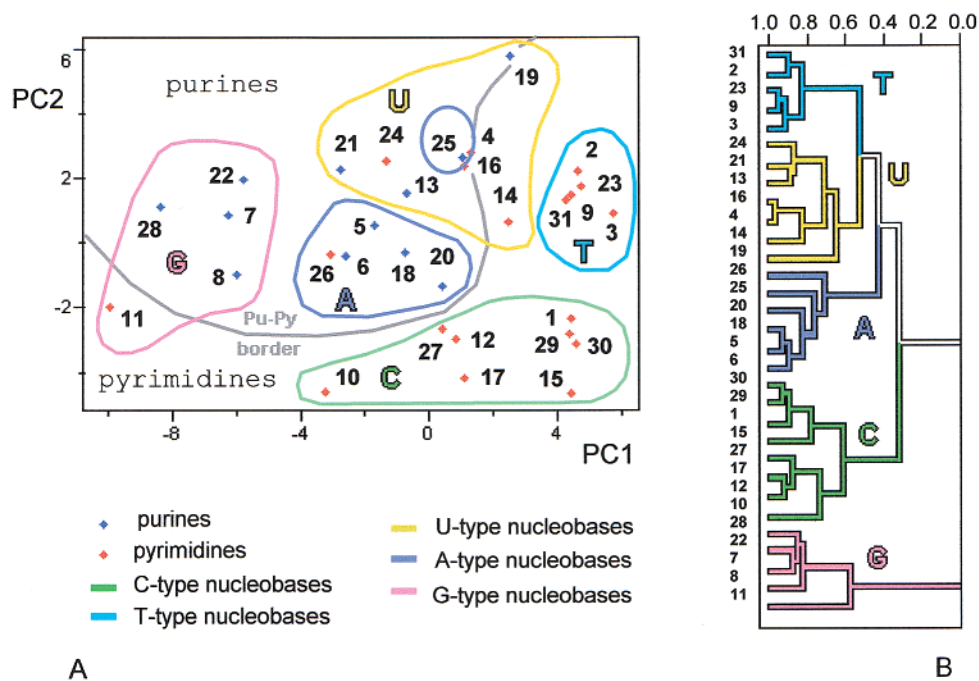 6
PC2
2
-2
purines
U
19
21
24
25
4
16
13
14
2
23
31
9
3
T
22
7
28
G
8
11
5
20
26
6
18
A
Pu-Py
border
pyrimidines
1
12
27
29
30
10
C
17
15
-8
-4
0
4
PC1
purines
pyrimidines
C-type nucleobases
T-type nucleobases
U-type nucleobases
A-type nucleobases
G-type nucleobases
A
1.0 0.8 0.6 0.4 0.2 0.0
31
2
23
9
3
24
21
13
16
4
14
19
26
25
20
18
5
6
30
29
1
15
27
17
12
10
28
22
7
8
11
T
U
A
C
G
B